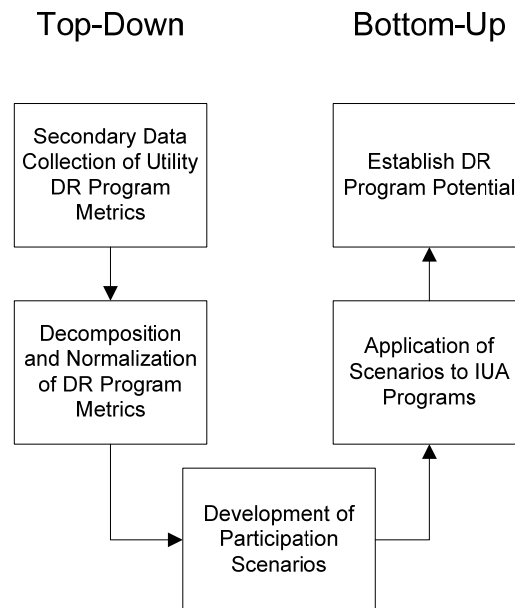 Top-Down
Bottom-Up
Secondary Data
Collection of Utility
DR Program
Metrics
Establish DR
Program Potential
Decomposition
and Normalization
of DR Program
Metrics
Application of
Scenarios to IUA
Programs
Development of
Participation
Scenarios